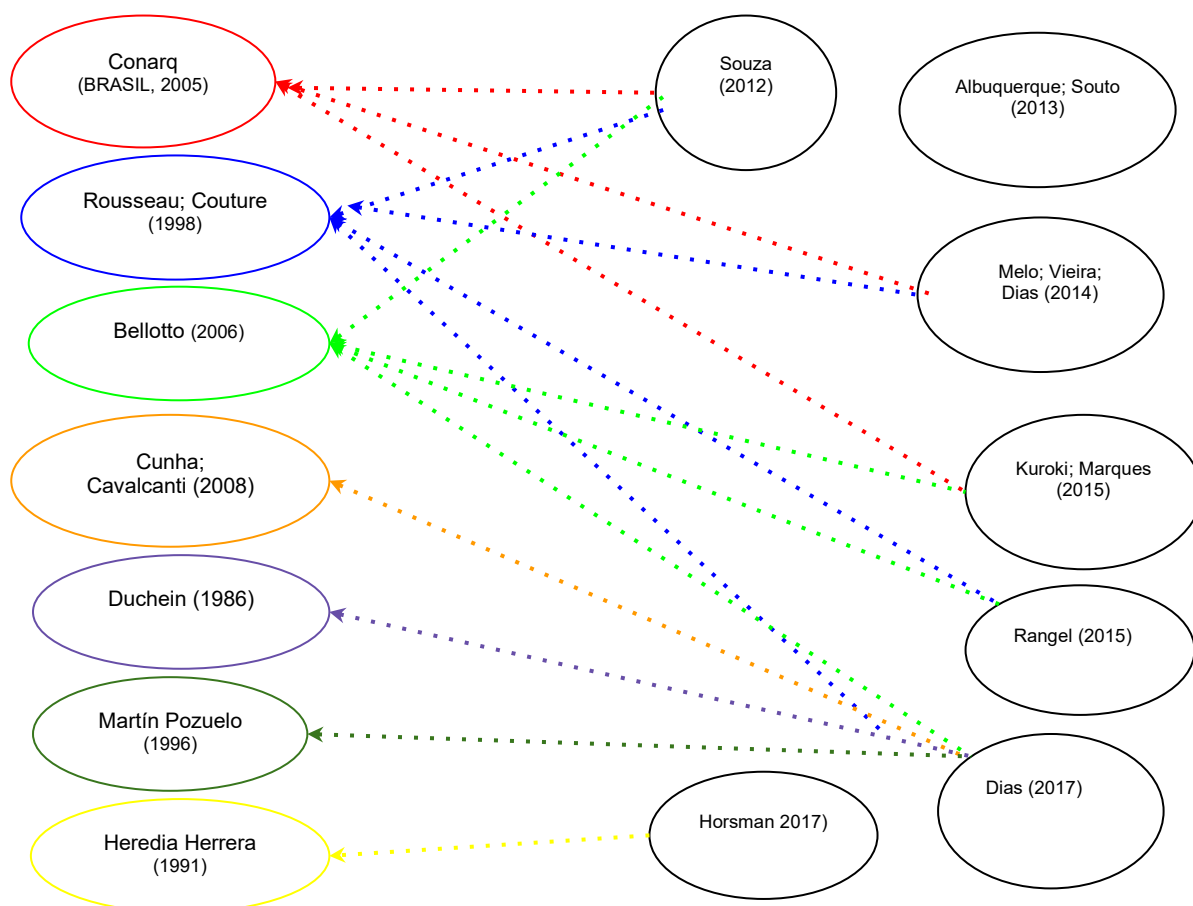 Conarq
(BRASIL, 2005)
Rousseau; Couture
(1998)
Bellotto (2006)
Cunha;
Cavalcanti (2008)
Duchein (1986)
Martín Pozuelo
(1996)
Heredia Herrera
(1991)
Souza
(2012)
Horsman 2017)
Albuquerque; Souto
(2013)
Melo; Vieira;
Dias (2014)
Kuroki; Marques
(2015)
Rangel (2015)
Dias (2017)